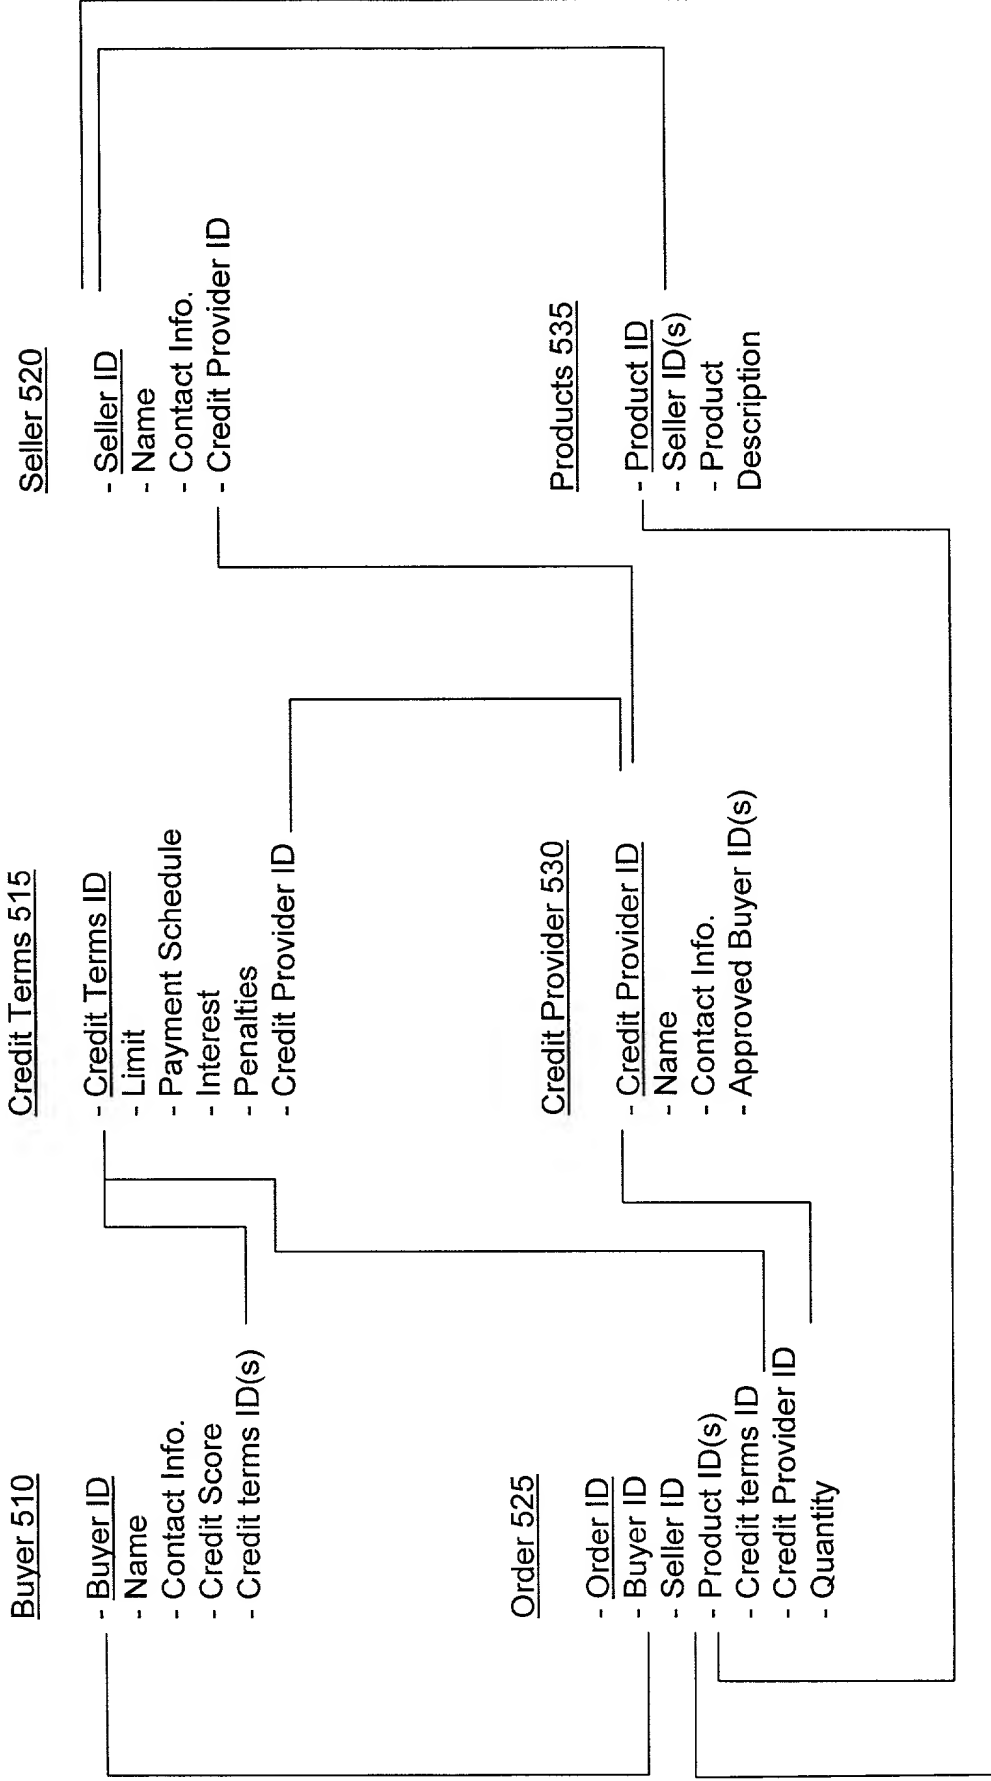 Buyer 510
- Buyer ID
- Name
- Contact Info.
- Credit Score
- Credit terms ID(s)
Credit Terms 515
- Credit Terms ID
- Limit
- Payment Schedule
- Interest
- Penalties
- Credit Provider ID
Seller 520
- Seller ID
- Name
- Contact Info.
- Credit Provider ID
Order 525
- Order ID
- Buyer ID
- Seller ID
- Product ID(s)
- Credit terms ID
- Credit Provider ID
- Quantity
Credit Provider 530
- Credit Provider ID
- Name
- Contact Info.
- Approved Buyer ID(s)
Products 535
- Product ID
- Seller ID(s)
- Product
Description